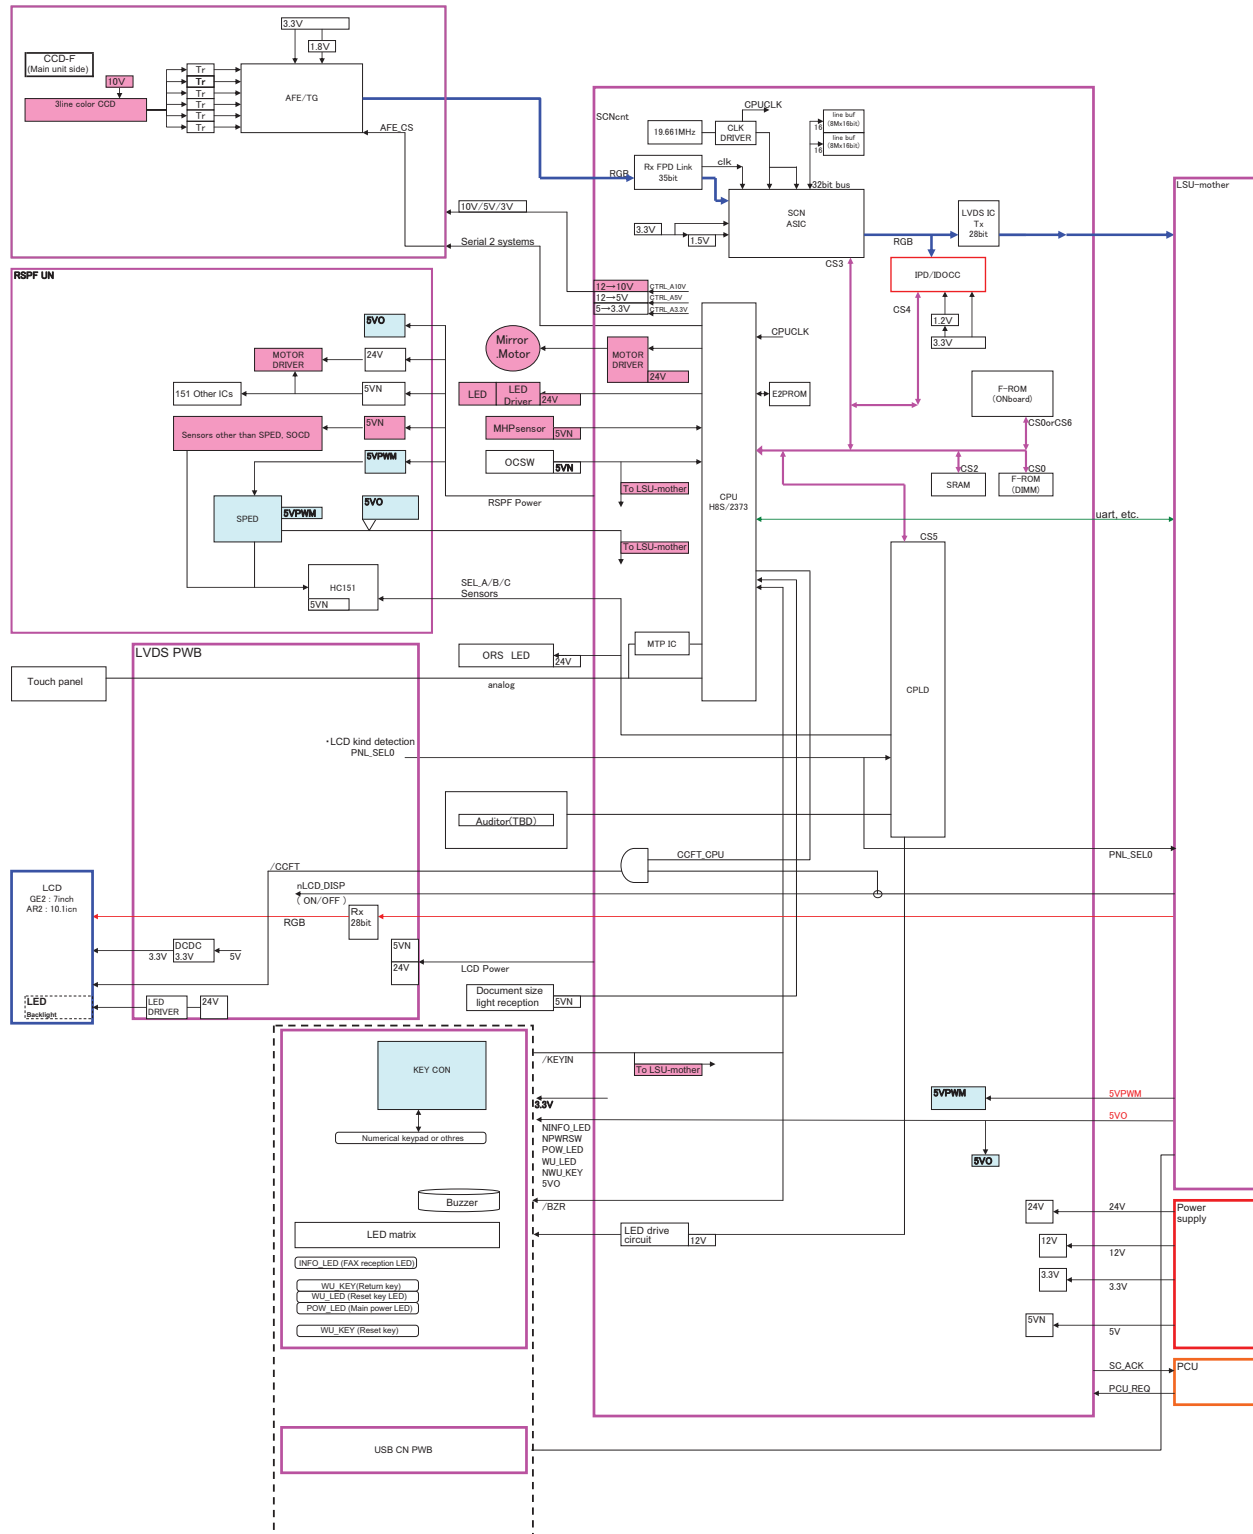 3.3V
1.8V
CCD-F
(Main unit side)
10V
3line color CCD
Tr
Tr
Tr
Tr
Tr
Tr
AFE/TG
AFE_CS
SCNcnt
CPUCLK
19.661MHz
CLK
DRIVER
16
line buf
(8Mx16bit)
16
line buf
(8Mx16bit)
RGB
Rx FPD Link
35bit
clk
32bit bus
SCN
ASIC
3.3V
1.5V
RGB
LVDS IC
Tx
28bit
LSU-mother
10V/5V/3V
Serial 2 systems
CS3
IPD/IDOCC
CS4
1.2V
3.3V
12→10V
CTRL_A10V
12→5V
CTRL_A5V
5→3.3V
CTRL_A3.3V
RSPF UN
5VO
MOTOR
DRIVER
24V
151 Other ICs
5VN
Sensors other than SPED, SOCD
5VN
5VPWM
SPED
5VPWM
5VO
HC151
5VN
Mirror
.Motor
MOTOR
DRIVER
24V
LED
LED
Driver
24V
MHPsensor
5VN
OCSW
5VN
To LSU-mother
RSPF Power
To LSU-mother
SEL_A/B/C
Sensors
CPUCLK
E2PROM
CPU
H8S/2373
F-ROM
(ONboard)
CS0orCS6
CS2
SRAM
CS0
F-ROM
(DIMM)
uart, etc.
CS5
CPLD
MTP IC
ORS LED
24V
analog
LVDS PWB
Touch panel
・LCD kind detection
PNL_SEL0
Auditor(TBD)
CCFT_CPU
PNL_SEL0
/CCFT
nLCD_DISP
( ON/OFF )
LCD
GE2 : 7inch
AR2 : 10.1icn
RGB
Rx
28bit
DCDC
3.3V
3.3V
5V
5VN
24V
LCD Power
LED
Backlight
LED
DRIVER
24V
Document size
light reception
5VN
KEY CON
/KEYIN
To LSU-mother
3.3V
Numerical keypad or othres
NINFO_LED
NPWRSW
POW_LED
WU_LED
NWU_KEY
5VO
/BZR
Buzzer
LED matrix
LED drive
circuit
12V
INFO_LED (FAX reception LED)
WU_KEY(Return key)
WU_LED (Reset key LED)
POW_LED (Main power LED)
WU_KEY (Reset key)
5VPWM
5VPWM
5VO
5VO
24V
24V
Power
supply
12V
12V
3.3V
3.3V
5VN
5V
SC_ACK
PCU
PCU_REQ
USB CN PWB